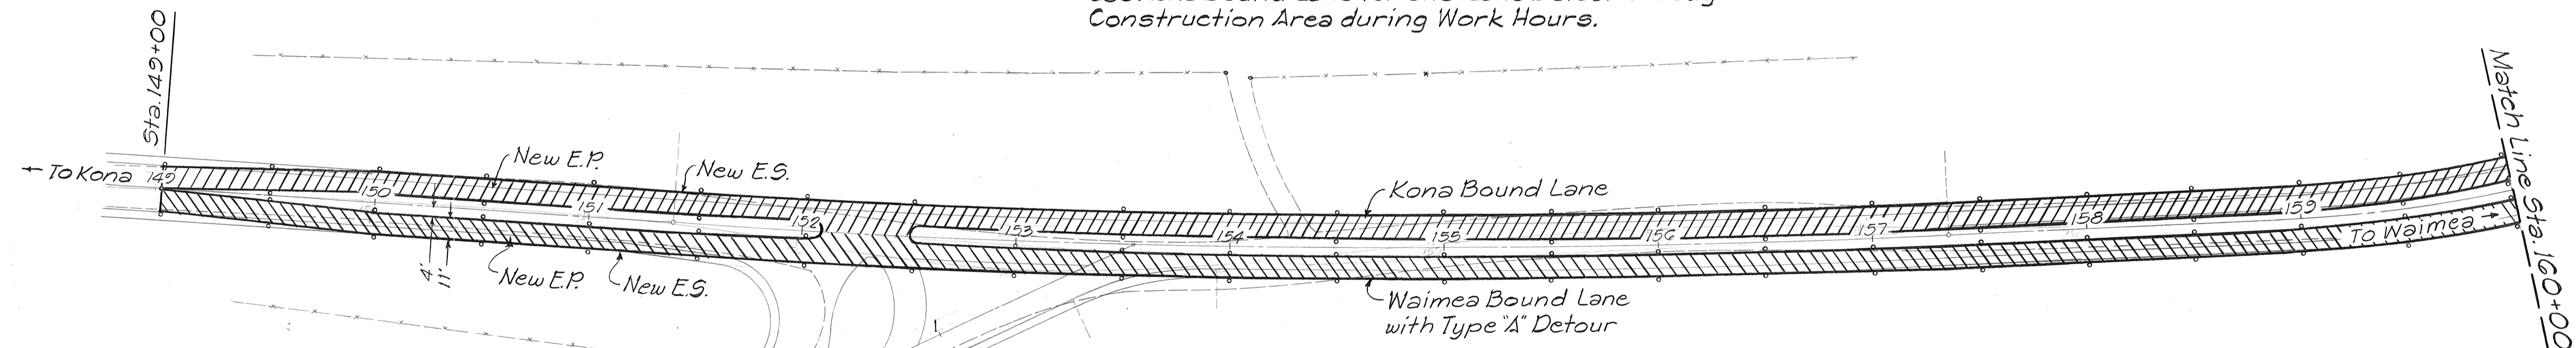 Construction Area during Work Hours.
Sta. 149+00
← To Kona
149
150
151
152
153
154
155
156
157
158
159
New E.P.
New E.S.
Kona Bound Lane
4'
11'
New E.P.
New E.S.
Waimea Bound Lane
with Type "A" Detour
To Waimea →
Match Line Sta. 160+00